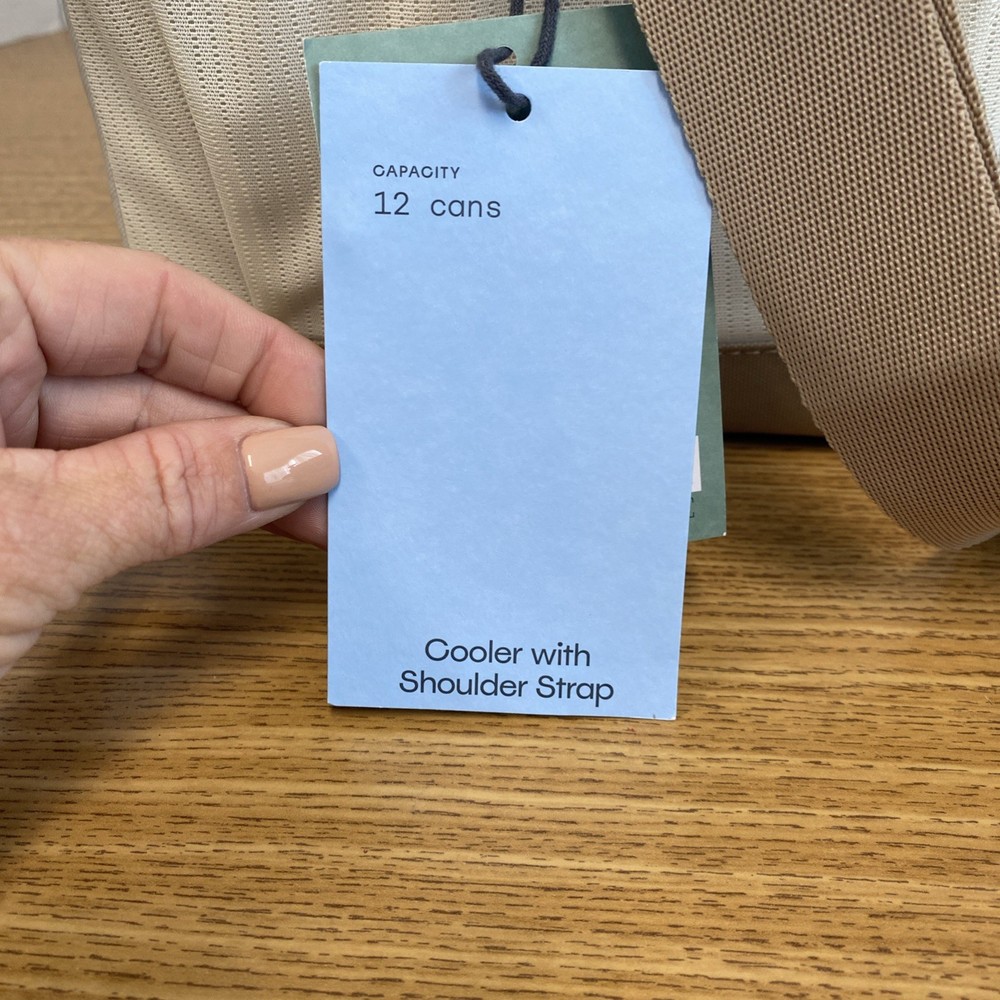 CAPACITY
12 cans
Cooler with
Shoulder Strap